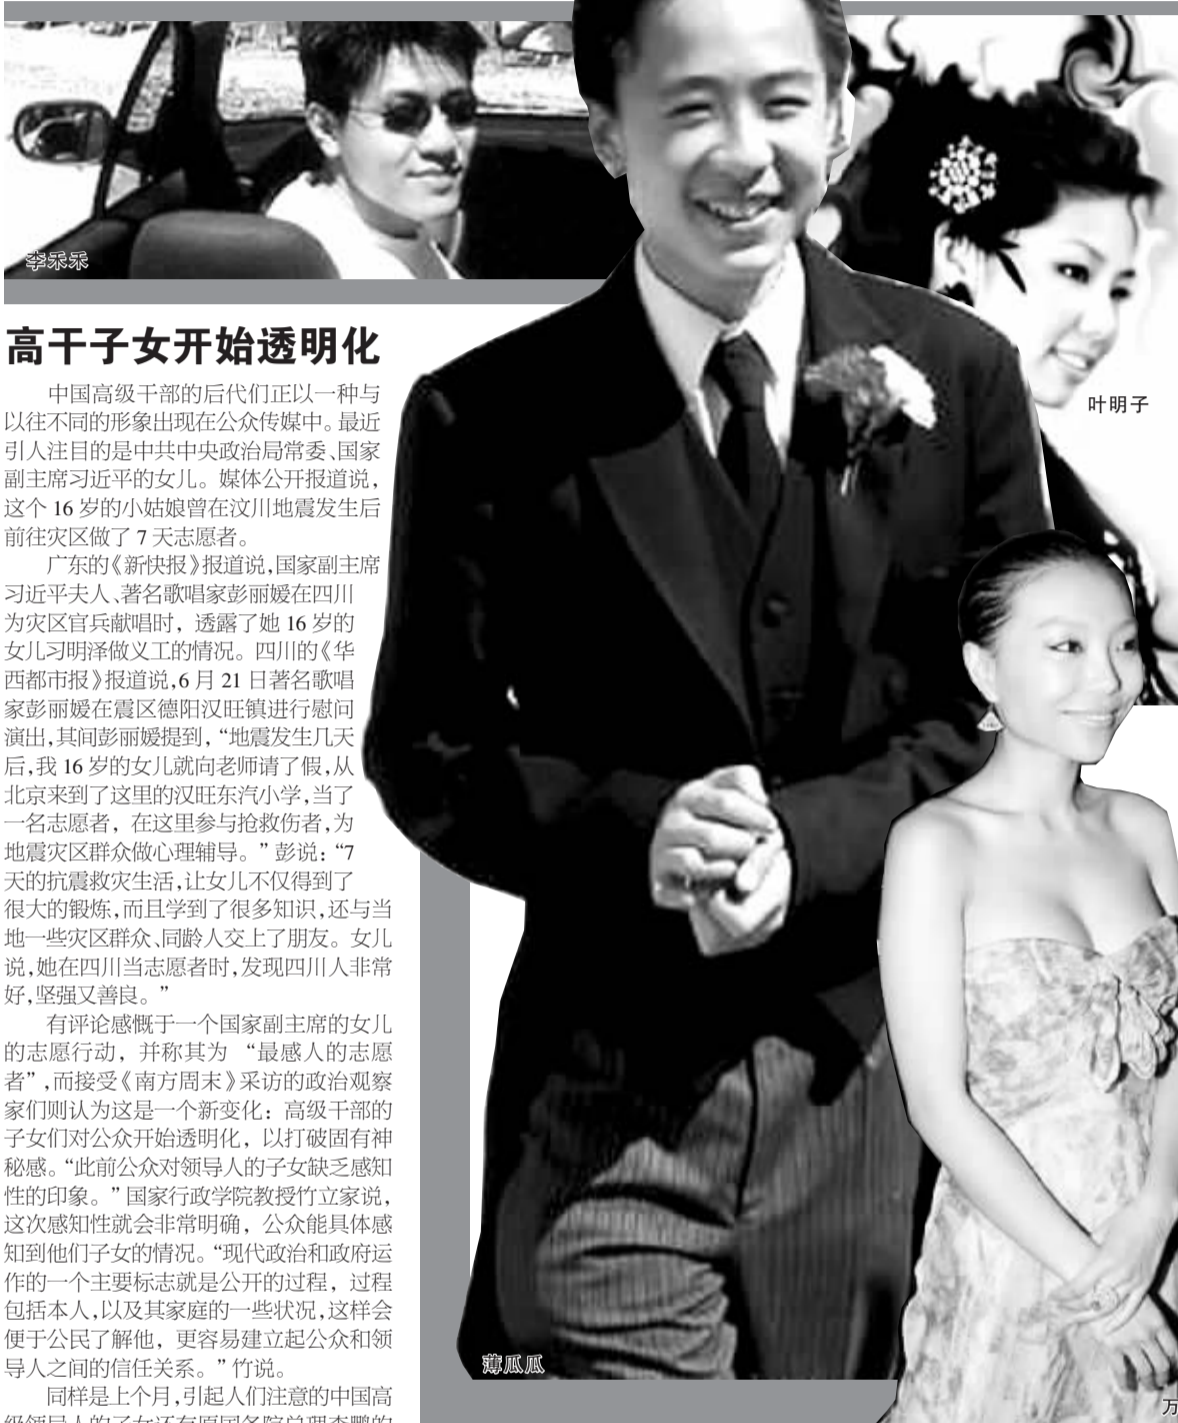 李禾禾
叶明子
高干子女开始透明化
中国高级干部的后代们正以一种与
以往不同的形象出现在公众传媒中。最近
引人注目的是中共中央政治局常委、国家
副主席习近平的女儿。媒体公开报道说，
这个 16 岁的小姑娘曾在汶川地震发生后
前往灾区做了 7 天志愿者。
广东的《新快报》报道说，国家副主席
习近平夫人、著名歌唱家彭丽媛在四川
为灾区官兵献唱时，透露了她 16 岁的
女儿习明泽做义工的情况。四川的《华
西都市报》报道说，6 月 21 日著名歌唱
家彭丽媛在震区德阳汉旺镇进行慰问
演出，其间彭丽媛提到，“地震发生几天
后，我 16 岁的女儿就向老师请了假，从
北京来到了这里的汉旺东汽小学，当了
一名志愿者，在这里参与抢救伤者，为
地震灾区群众做心理辅导。”彭说：“7
天的抗震救灾生活，让女儿不仅得到了
很大的锻炼，而且学到了很多知识，还与当
地一些灾区群众、同龄人交上了朋友。女儿
说，她在四川当志愿者时，发现四川人非常
好，坚强又善良。”
有评论感慨于一个国家副主席的女儿
的志愿行动，并称其为“最感人的志愿
者”，而接受《南方周末》采访的政治观察
家们则认为这是一个新变化：高级干部的
子女们对公众开始透明化，以打破固有神
秘感。“此前公众对领导人的子女缺乏感知
性的印象。”国家行政学院教授竹立家说，
这次感知性就会非常明确，公众能具体感
知到他们子女的情况。“现代政治和政府运
作的一个主要标志就是公开的过程，过程
包括本人，以及其家庭的一些状况，这样会
便于公民了解他，更容易建立起公众和领
导人之间的信任关系。”竹说。
同样是上个月，引起人们注意的中国高
级领导人的子女还有原国务院总理李鹏的
薄瓜瓜
万